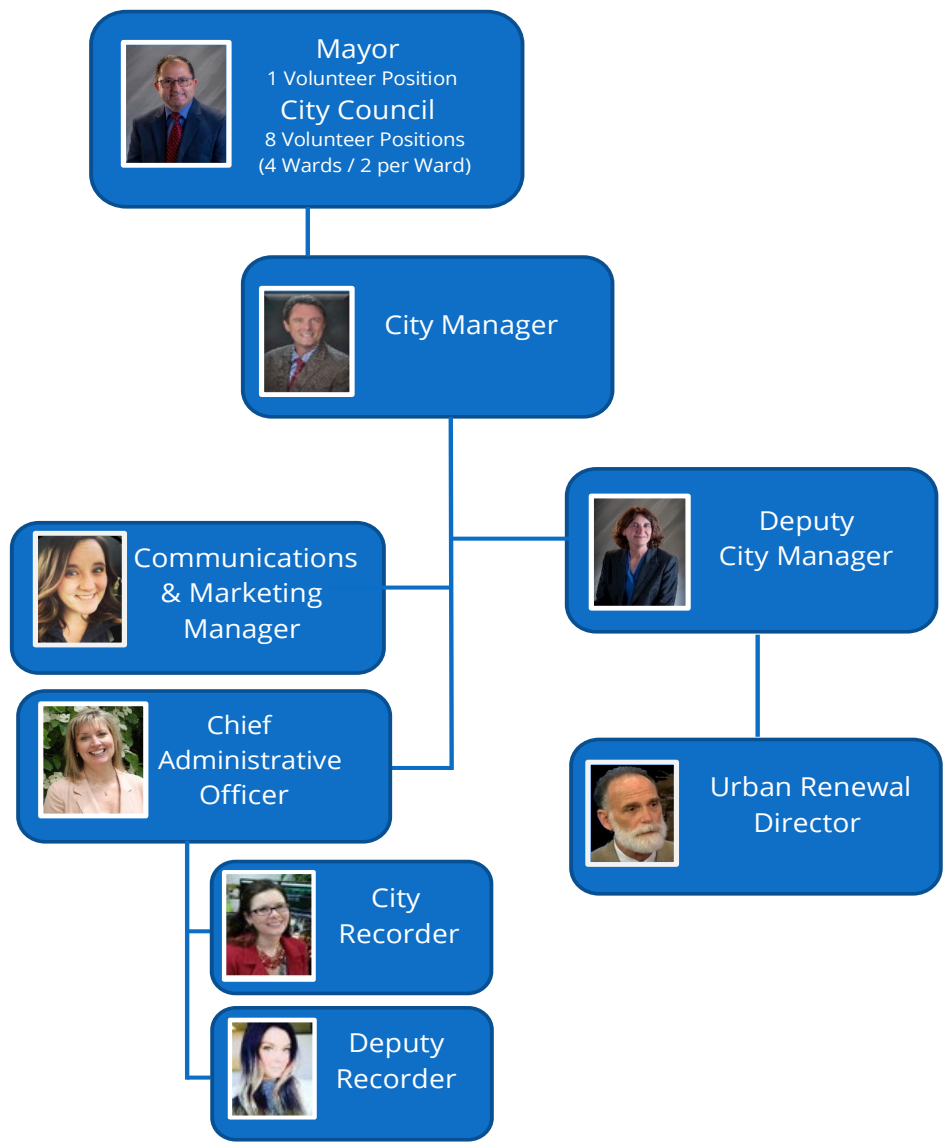 Mayor
1 Volunteer Position
City Council
8 Volunteer Positions
(4 Wards / 2 per Ward)
City Manager
Deputy
City Manager
Communications
& Marketing
Manager
Chief
Administrative
Officer
Urban Renewal
Director
City
Recorder
Deputy
Recorder